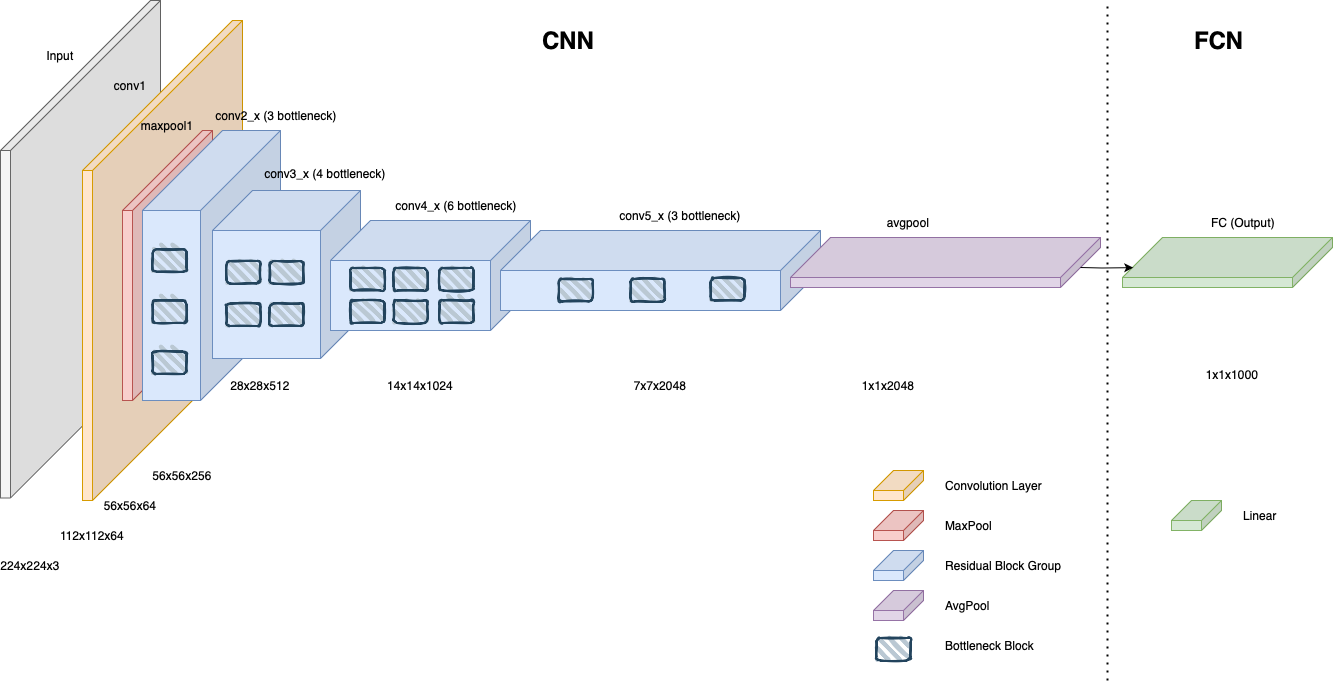 CNN
FCN
Input
conv1
maxpool1
conv2_x (3 bottleneck)
conv3_x (4 bottleneck)
conv4_x (6 bottleneck)
conv5_x (3 bottleneck)
avgpool
FC (Output)
28x28x512
14x14x1024
7x7x2048
1x1x2048
1x1x1000
56x56x256
56x56x64
112x112x64
224x224x3
Convolution Layer
MaxPool
Residual Block Group
AvgPool
Bottleneck Block
Linear